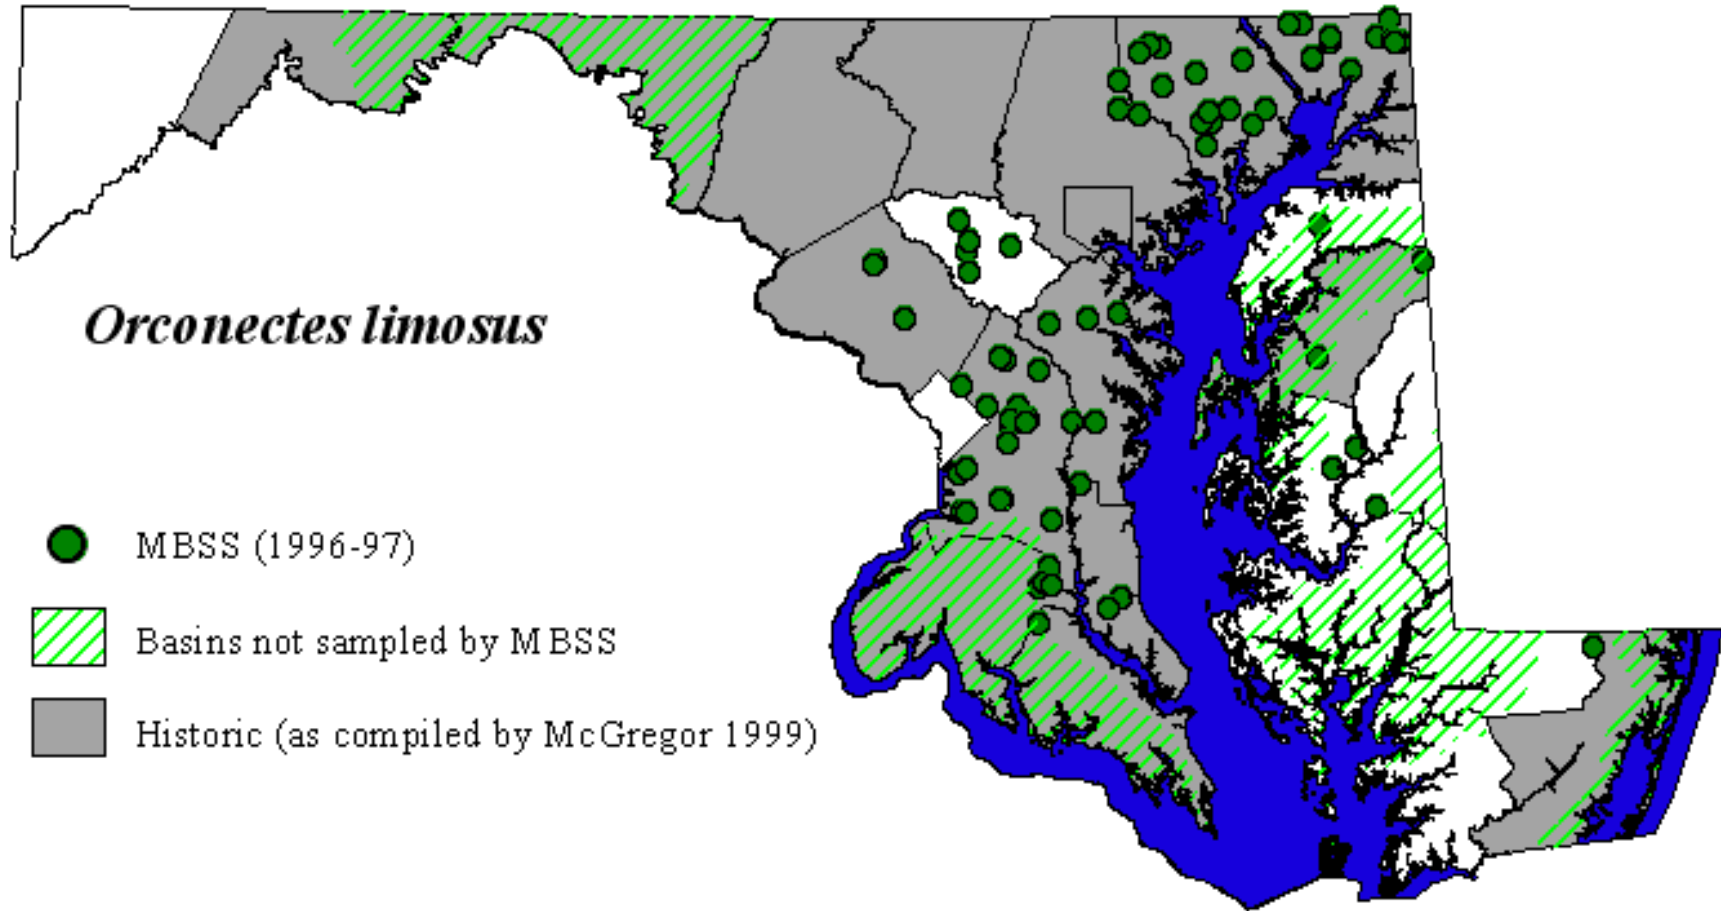 Orconectes limosus
MBSS (1996-97)
Basins not sampled by MBSS
Historic (as compiled by McGregor 1999)